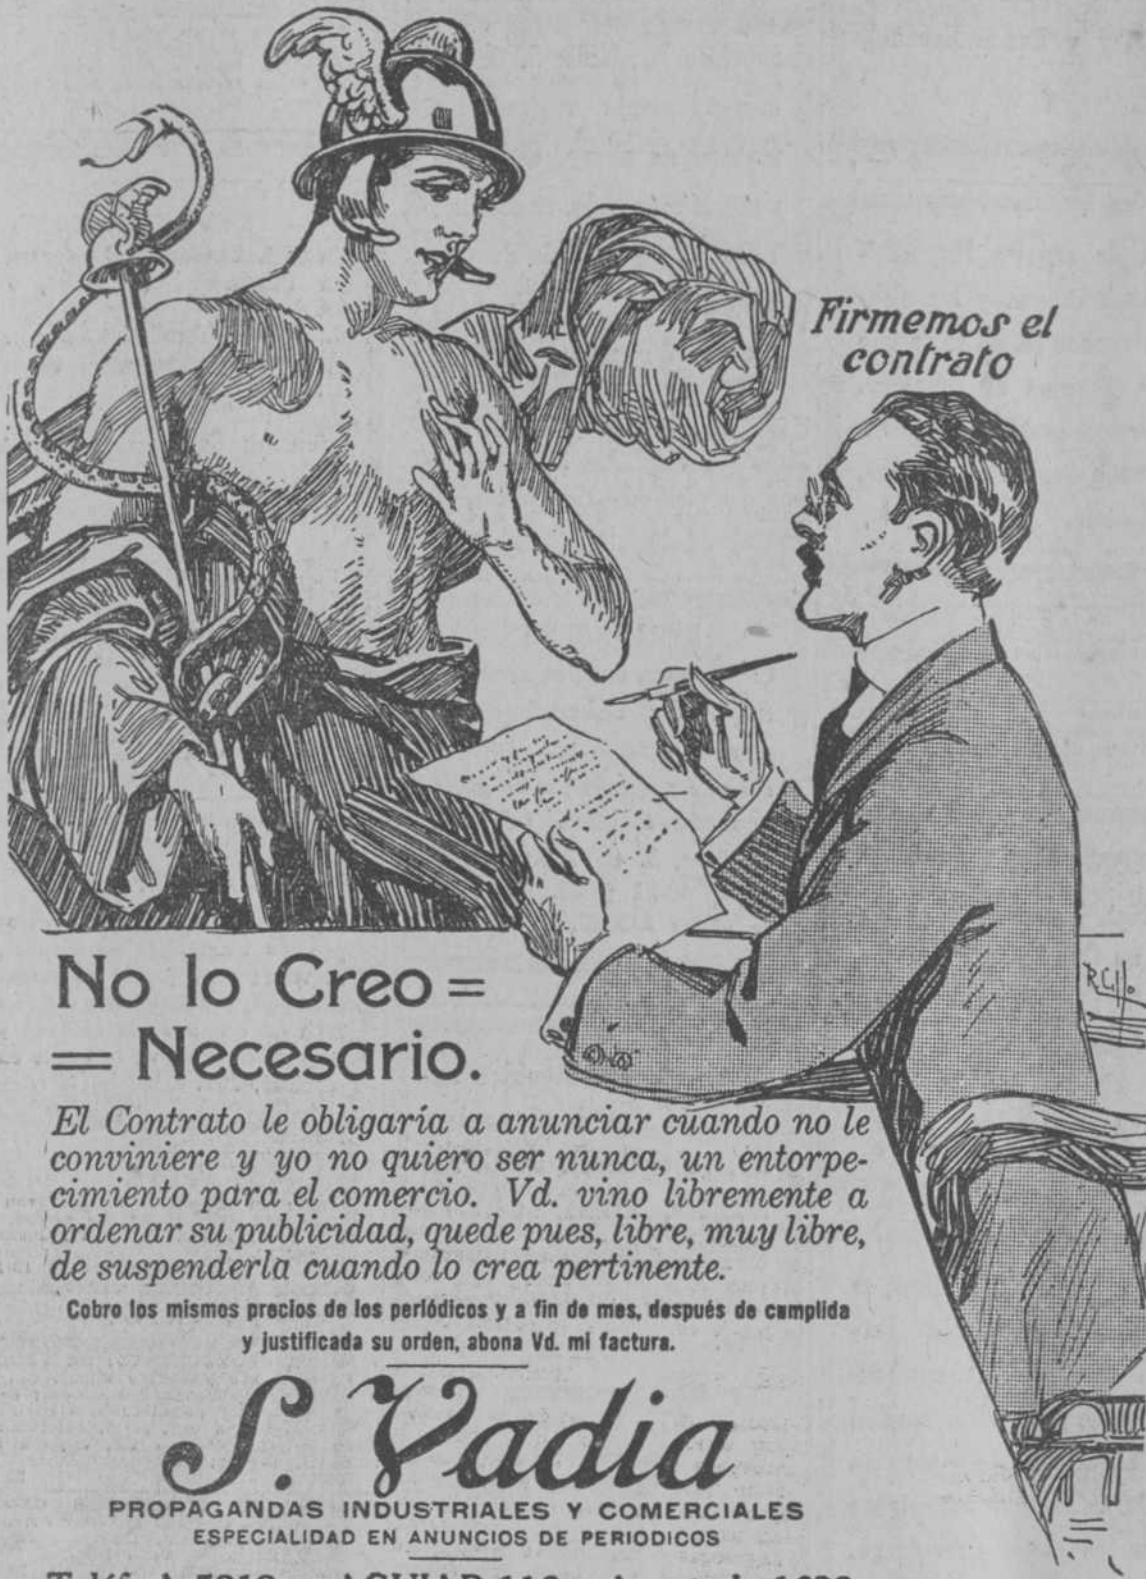 Firmemos el
contrato
No lo Creo =
= Necesario.
El Contrato le obligaría a anunciar cuando no le
conviniere y yo no quiero ser nunca, un entorpe-
cimiento para el comercio. Vd. vino libremente a
ordenar su publicidad, quede pues, libre, muy libre,
de suspenderla cuando lo crea pertinente.
Cobro los mismos precios de los periódicos y a fin de mes, después de cumplida
y justificada su orden, abona Vd. mi factura.
S. Vadia
PROPAGANDAS INDUSTRIALES Y COMERCIALES
ESPECIALIDAD EN ANUNCIOS DE PERIODICOS